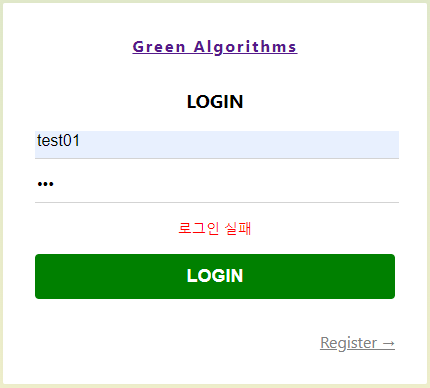 Green Algorithms
LOGIN
test01
•••
로그인 실패
LOGIN
Register →